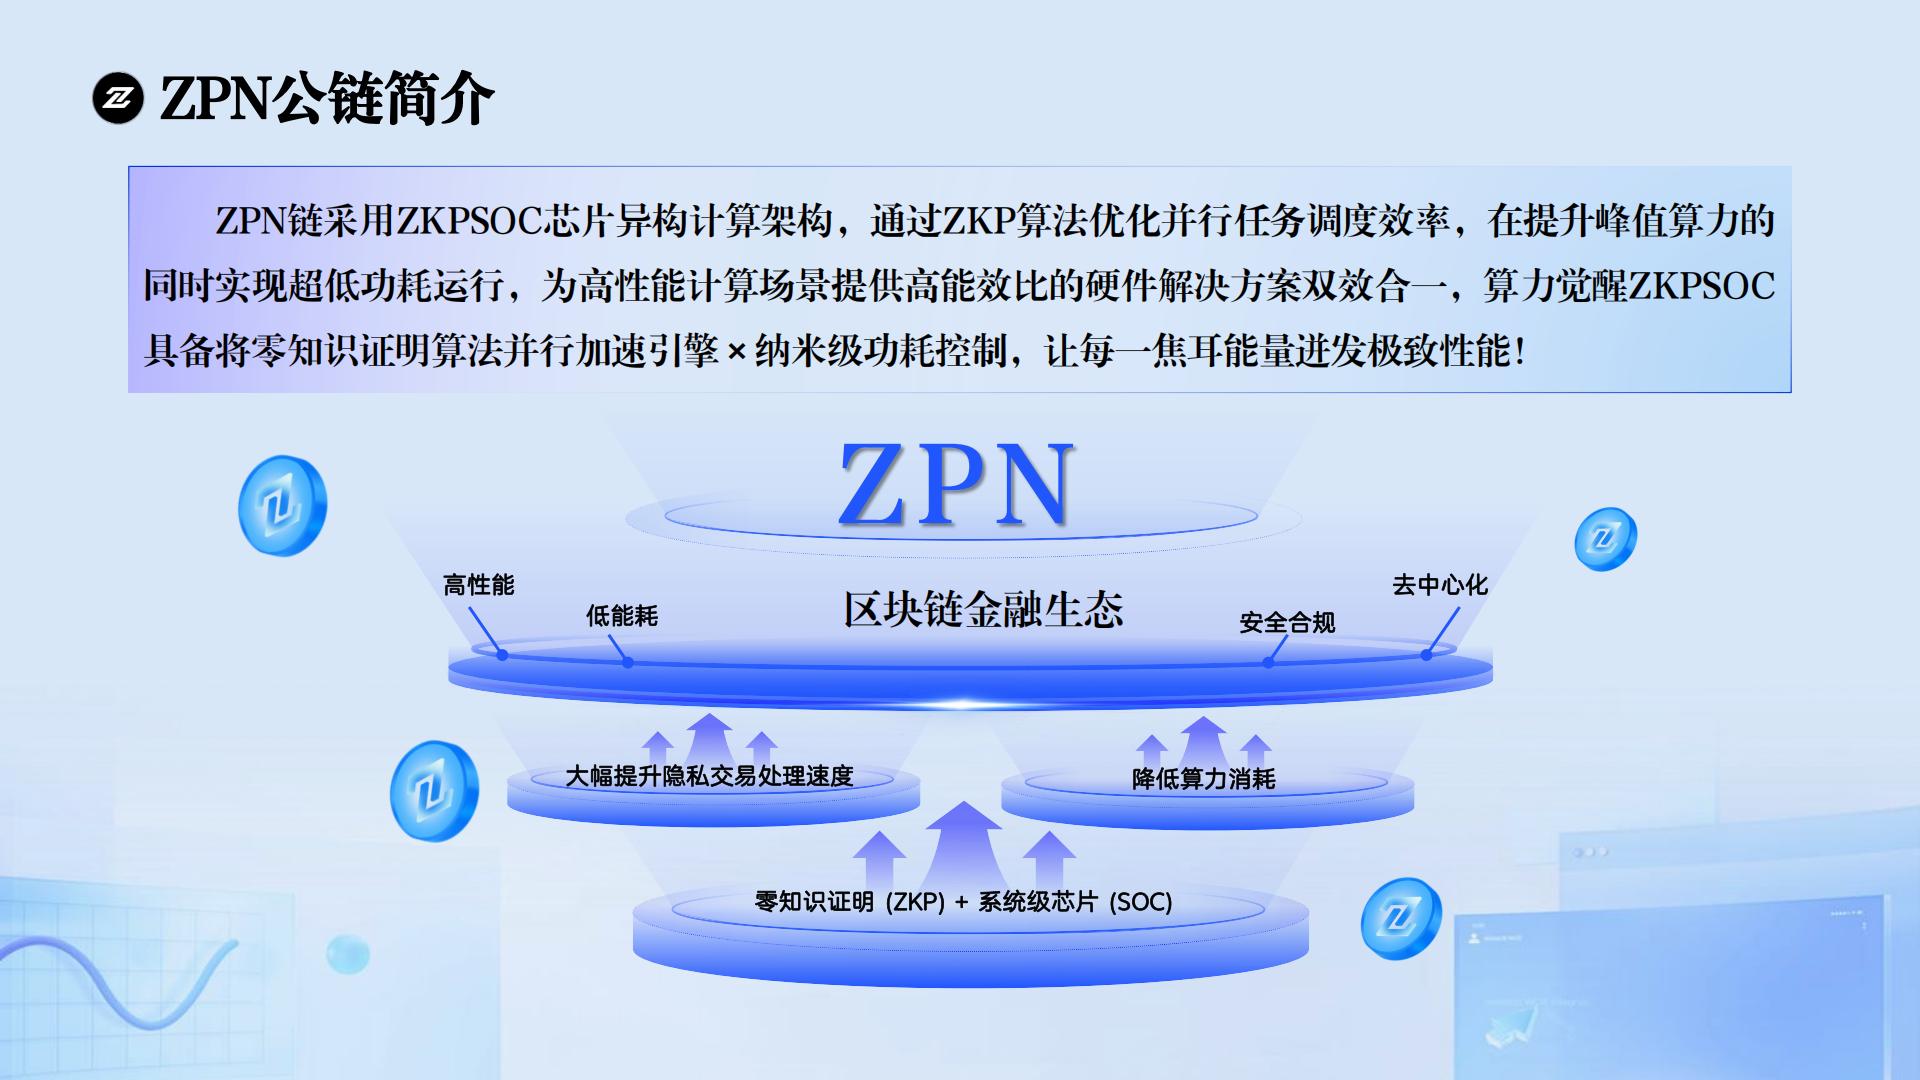 ZPN公链简介
ZPN链采用ZKPSOC芯片异构计算架构，通过ZKP算法优化并行任务调度效率，在提升峰值算力的
同时实现超低功耗运行，为高性能计算场景提供高能效比的硬件解决方案双效合一，算力觉醒ZKPSOC
具备将零知识证明算法并行加速引擎 × 纳米级功耗控制，让每一焦耳能量迸发极致性能！
ZPN
高性能
低能耗
区块链金融生态
安全合规
去中心化
大幅提升隐私交易处理速度
降低算力消耗
零知识证明 (ZKP) + 系统级芯片 (SOC)